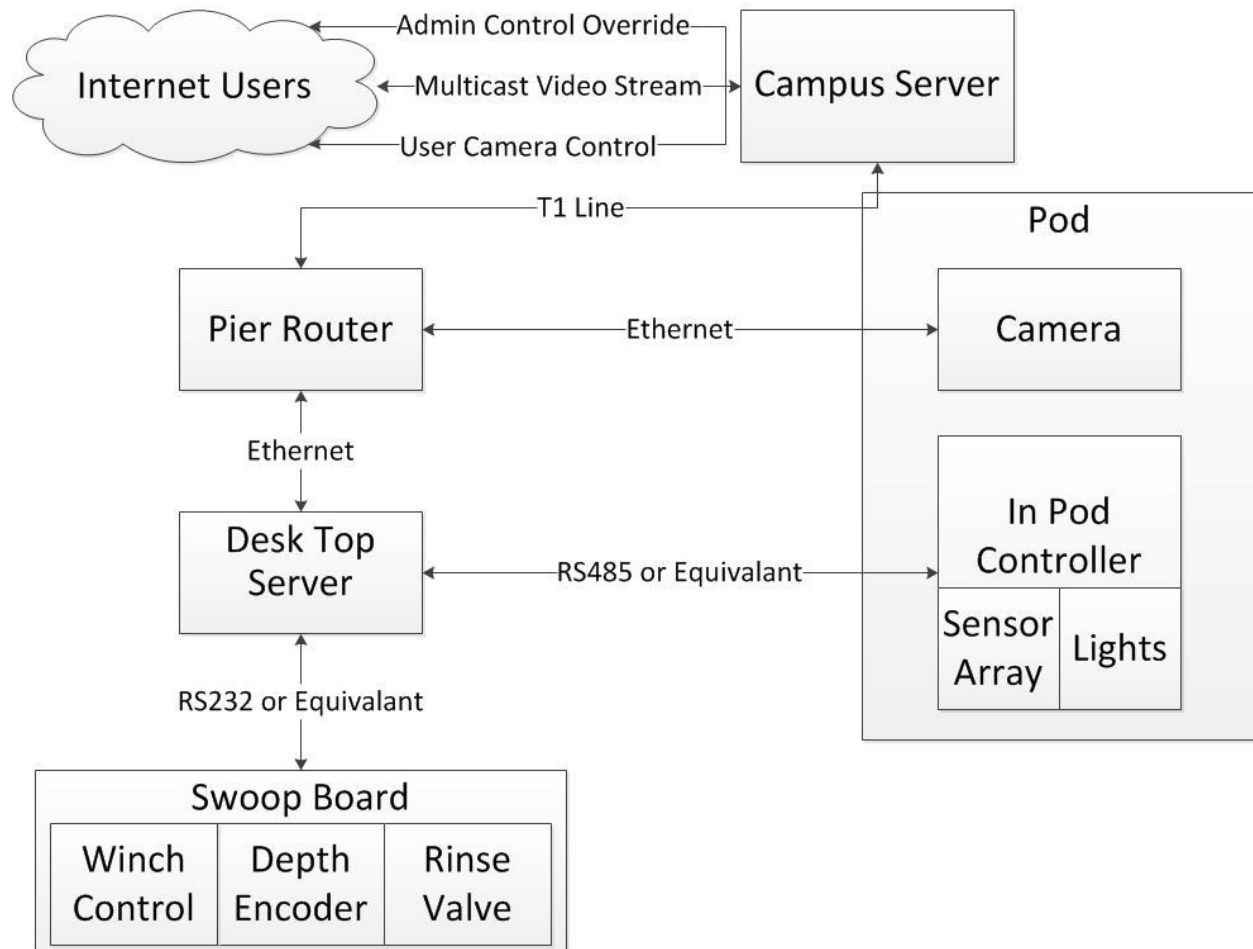 Admin Control Override
Internet Users
Multicast Video Stream
Campus Server
User Camera Control
T1 Line
Pod
Pier Router
Ethernet
Camera
Ethernet
Desk Top
Server
RS485 or Equivalant
In Pod
Controller
Sensor
Array
Lights
RS232 or Equivalant
Swoop Board
Winch
Control
Depth
Encoder
Rinse
Valve